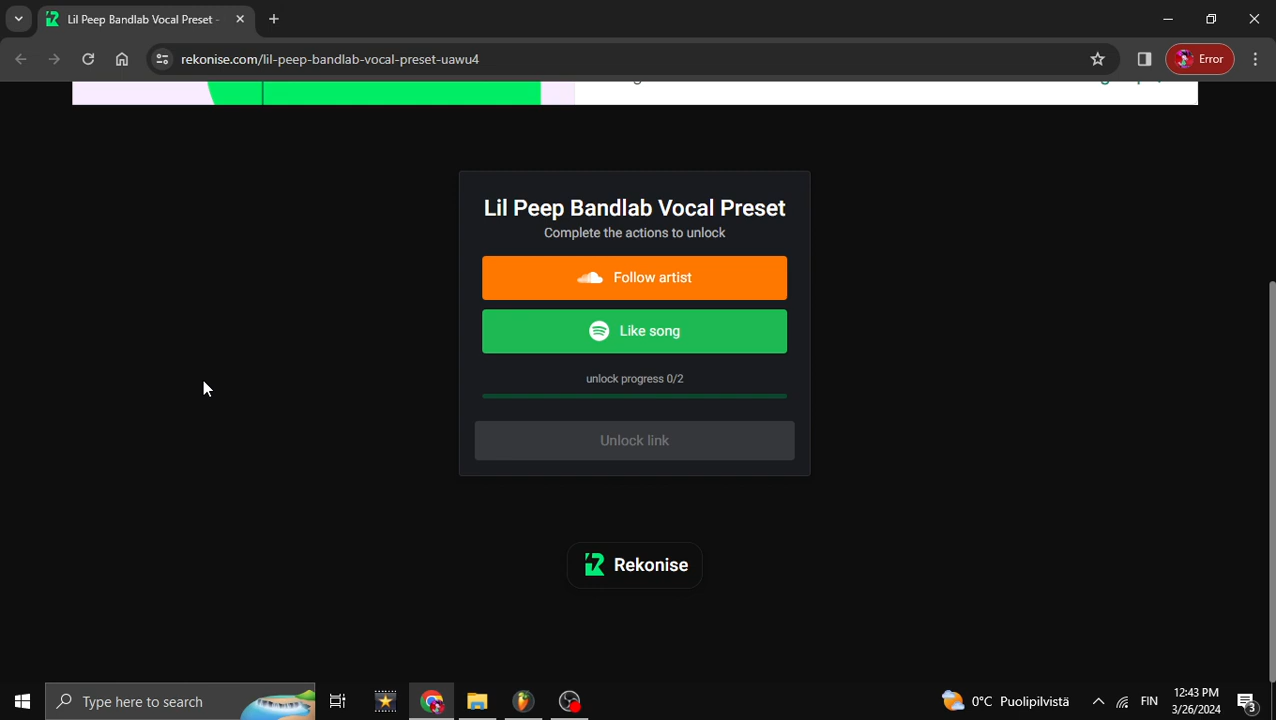 Lil Peep Bandlab Vocal Preset -
rekonise.com/lil-peep-bandlab-vocal-preset-uawu4
Error
Lil Peep Bandlab Vocal Preset
Complete the actions to unlock
Follow artist
Like song
unlock progress 0/2
Unlock link
Rekonise
Type here to search
0°C Puolipilvistä
FIN
12:43 PM
3/26/2024
3